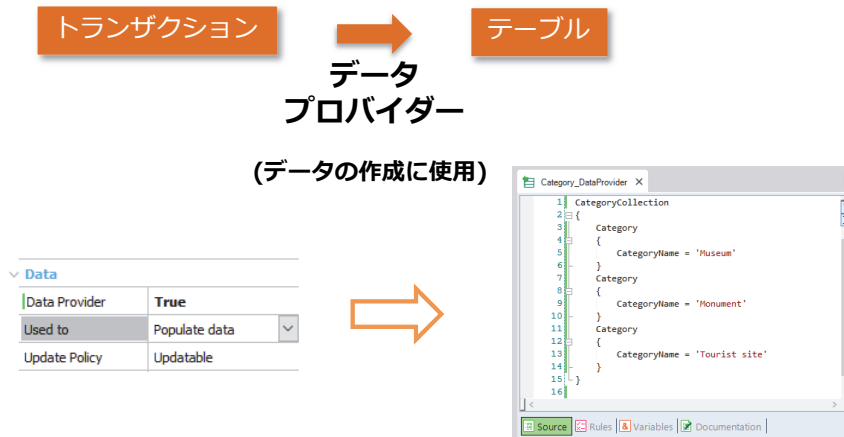 トランザクション
テーブル
データ
プロバイダー
(データの作成に使用)
Data
Data Provider True
Used to Populate data
Update Policy Updatable
Category_DataProvider X
1 CategoryCollection
2 {
3 Category
4 {
5 CategoryName = 'Museum'
6 }
7 Category
8 {
9 CategoryName = 'Monument'
10 }
11 Category
12 {
13 CategoryName = 'Tourist site'
14 }
15 }
16
Source Rules Variables Documentation